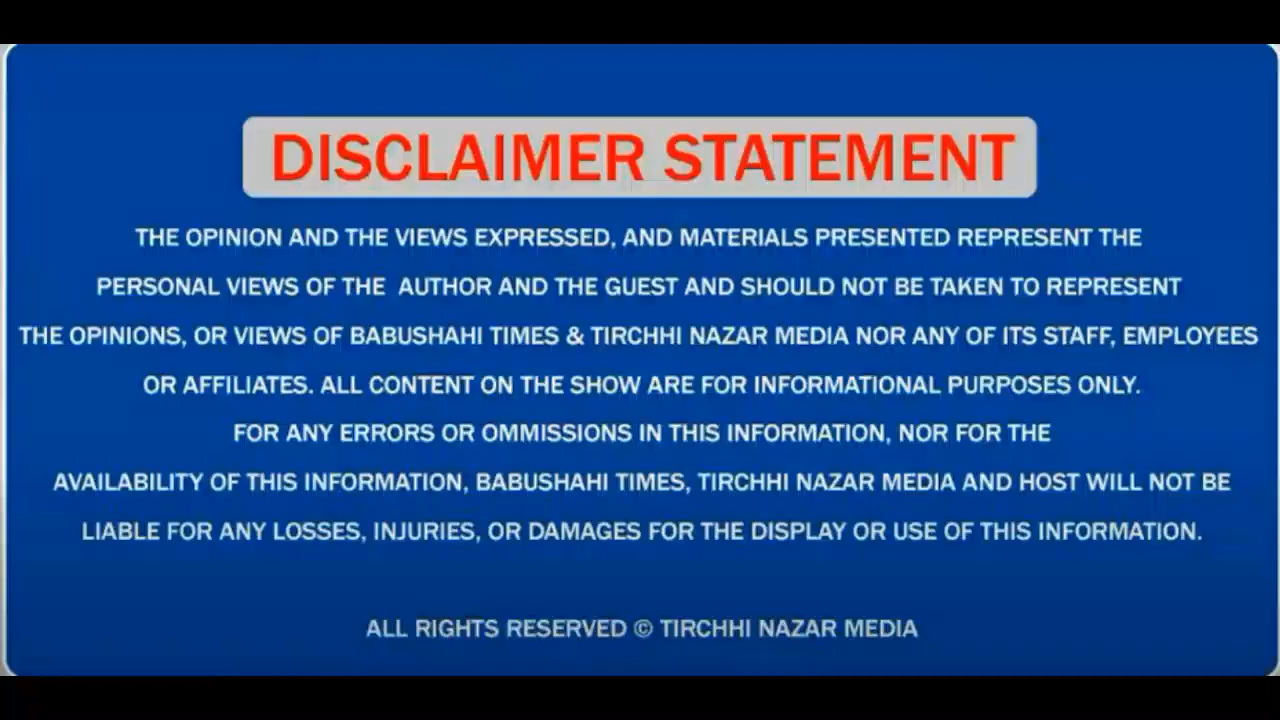 DISCLAIMER STATEMENT
THE OPINION AND THE VIEWS EXPRESSED, AND MATERIALS PRESENTED REPRESENT THE
PERSONAL VIEWS OF THE AUTHOR AND THE GUEST AND SHOULD NOT BE TAKEN TO REPRESENT
THE OPINIONS, OR VIEWS OF BABUSHAHI TIMES & TIRCHHI NAZAR MEDIA NOR ANY OF ITS STAFF, EMPLOYEES
OR AFFILIATES. ALL CONTENT ON THE SHOW ARE FOR INFORMATIONAL PURPOSES ONLY.
FOR ANY ERRORS OR OMMISSIONS IN THIS INFORMATION, NOR FOR THE
AVAILABILITY OF THIS INFORMATION, BABUSHAHI TIMES, TIRCHHI NAZAR MEDIA AND HOST WILL NOT BE
LIABLE FOR ANY LOSSES, INJURIES, OR DAMAGES FOR THE DISPLAY OR USE OF THIS INFORMATION.
ALL RIGHTS RESERVED © TIRCHHI NAZAR MEDIA